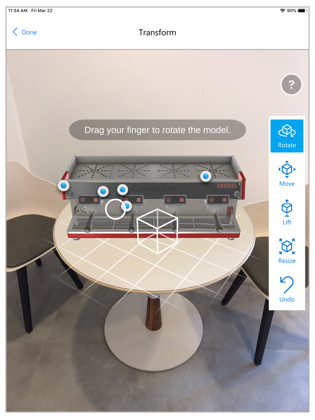 11:34 AM Fri Mar 22
90%
Done
Transform
?
Drag your finger to rotate the model.
Rotate
Move
Lift
Resize
Undo